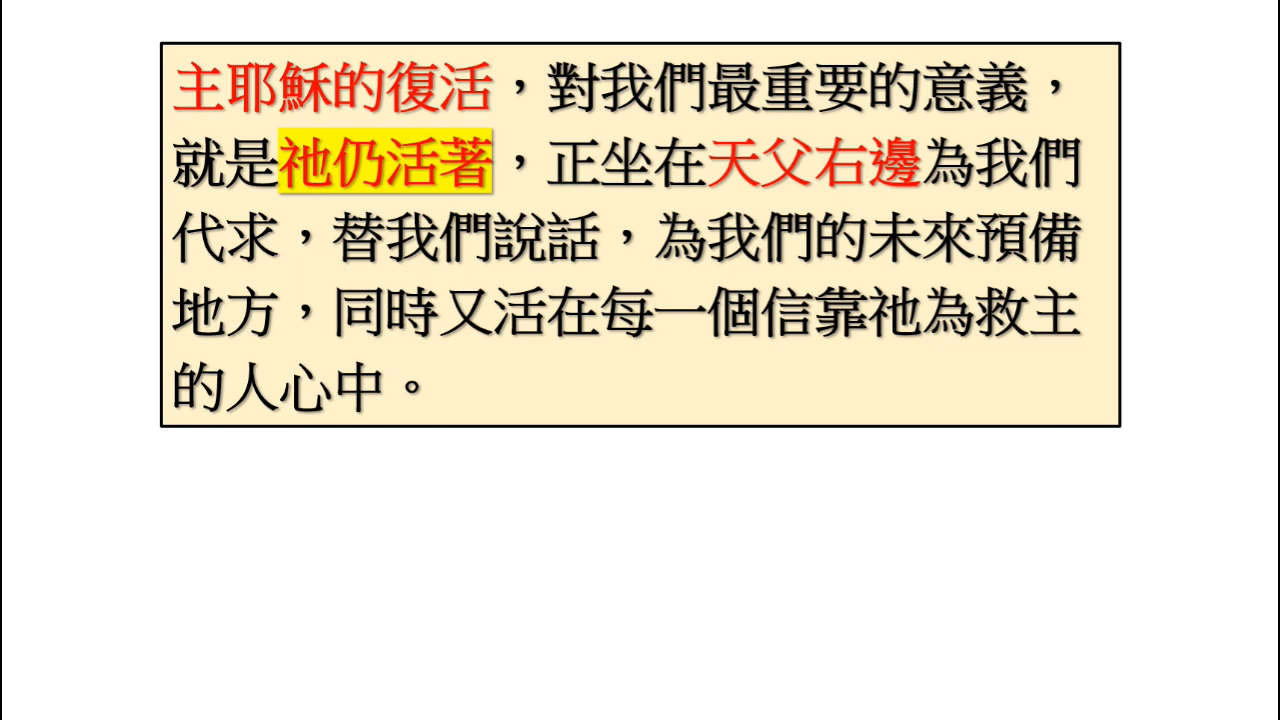 主耶穌的復活，對我們最重要的意義，
就是祂仍活著，正坐在天父右邊為我們
代求，替我們說話，為我們的未來預備
地方，同時又活在每一個信靠祂為救主
的人心中。